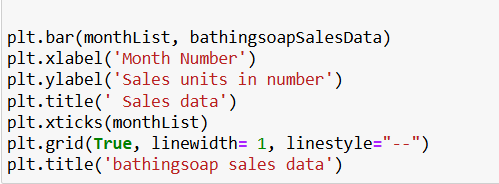 plt.bar(monthList, bathingsoapSalesData)
plt.xlabel('Month Number')
plt.ylabel('Sales units in number')
plt.title(' Sales data')
plt.xticks(monthList)
plt.grid(True, linewidth= 1, linestyle="--")
plt.title('bathingsoap sales data')